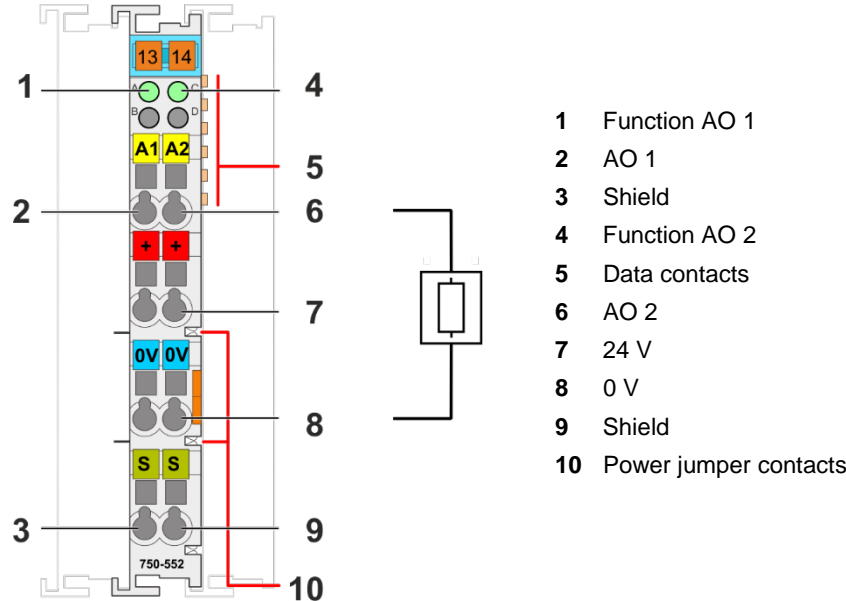 13 14
A C
B D
A1 A2
+ +
0V 0V
S S
750-552
1
2
3
4
5
6
7
8
9
10
1 Function AO 1
2 AO 1
3 Shield
4 Function AO 2
5 Data contacts
6 AO 2
7 24 V
8 0 V
9 Shield
10 Power jumper contacts